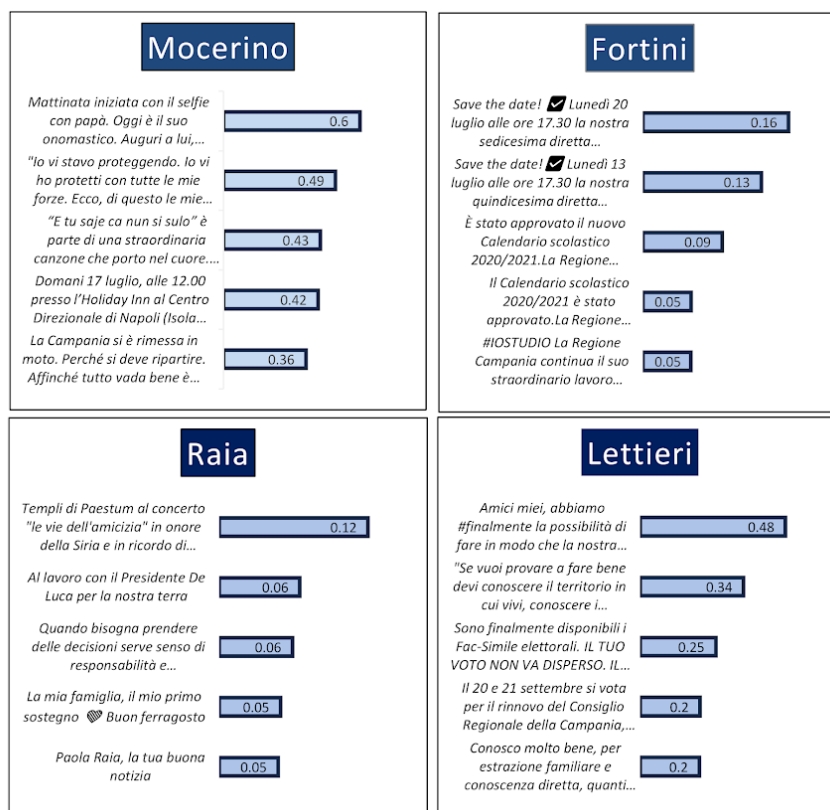 Mocerino
Mattinata iniziata con il selfie
con papà. Oggi è il suo
onomastico. Auguri a lui,...
0.6
"Io vi stavo proteggendo. Io vi
ho protetti con tutte le mie
forze. Ecco, di questo le mie...
0.49
“E tu saje ca nun si sulo” è
parte di una straordinaria
canzone che porto nel cuore....
0.43
Domani 17 luglio, alle 12.00
presso l’Holiday Inn al Centro
Direzionale di Napoli (Isola...
0.42
La Campania si è rimessa in
moto. Perché si deve ripartire.
Affinché tutto vada bene è...
0.36
Fortini
Save the date! ✅ Lunedì 20
luglio alle ore 17.30 la nostra
sedicesima diretta...
0.16
Save the date! ✅ Lunedì 13
luglio alle ore 17.30 la nostra
quindicesima diretta...
0.13
È stato approvato il nuovo
Calendario scolastico
2020/2021.La Regione...
0.09
Il Calendario scolastico
2020/2021 è stato
approvato.La Regione...
0.05
#IOSTUDIO La Regione
Campania continua il suo
straordinario lavoro...
0.05
Raia
Templi di Paestum al concerto
"le vie dell'amicizia" in onore
della Siria e in ricordo di...
0.12
Al lavoro con il Presidente De
Luca per la nostra terra
0.06
Quando bisogna prendere
delle decisioni serve senso di
responsabilità e...
0.06
La mia famiglia, il mio primo
sostegno 💚 Buon ferragosto
0.05
Paola Raia, la tua buona
notizia
0.05
Lettieri
Amici miei, abbiamo
#finalmente la possibilità di
fare in modo che la nostra...
0.48
"Se vuoi provare a fare bene
devi conoscere il territorio in
cui vivi, conoscere i...
0.34
Sono finalmente disponibili i
Fac-Simile elettorali. IL TUO
VOTO NON VA DISPERSO. IL...
0.25
Il 20 e 21 settembre si vota
per il rinnovo del Consiglio
Regionale della Campania,...
0.2
Conosco molto bene, per
estrazione familiare e
conoscenza diretta, quanti...
0.2